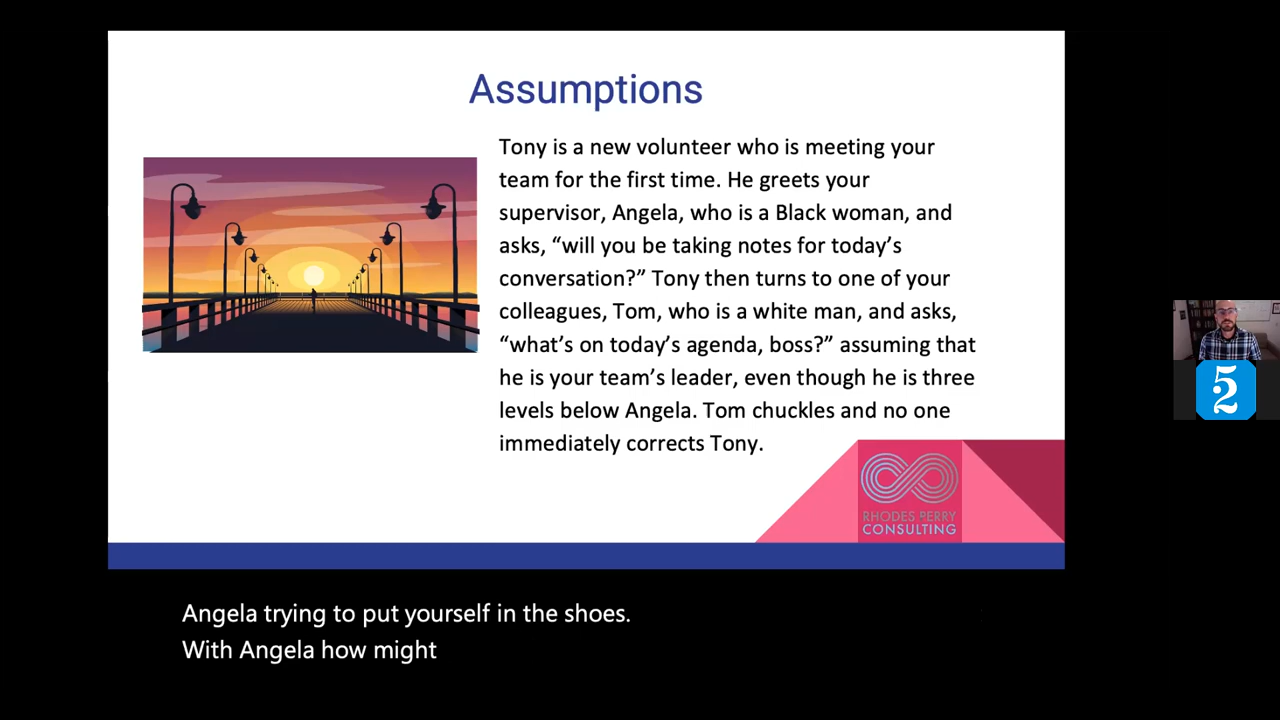 Assumptions
Tony is a new volunteer who is meeting your
team for the first time. He greets your
supervisor, Angela, who is a Black woman, and
asks, “will you be taking notes for today’s
conversation?” Tony then turns to one of your
colleagues, Tom, who is a white man, and asks,
“what’s on today’s agenda, boss?” assuming that
he is your team’s leader, even though he is three
levels below Angela. Tom chuckles and no one
immediately corrects Tony.
RHODES PERRY
CONSULTING
52
Angela trying to put yourself in the shoes.
With Angela how might